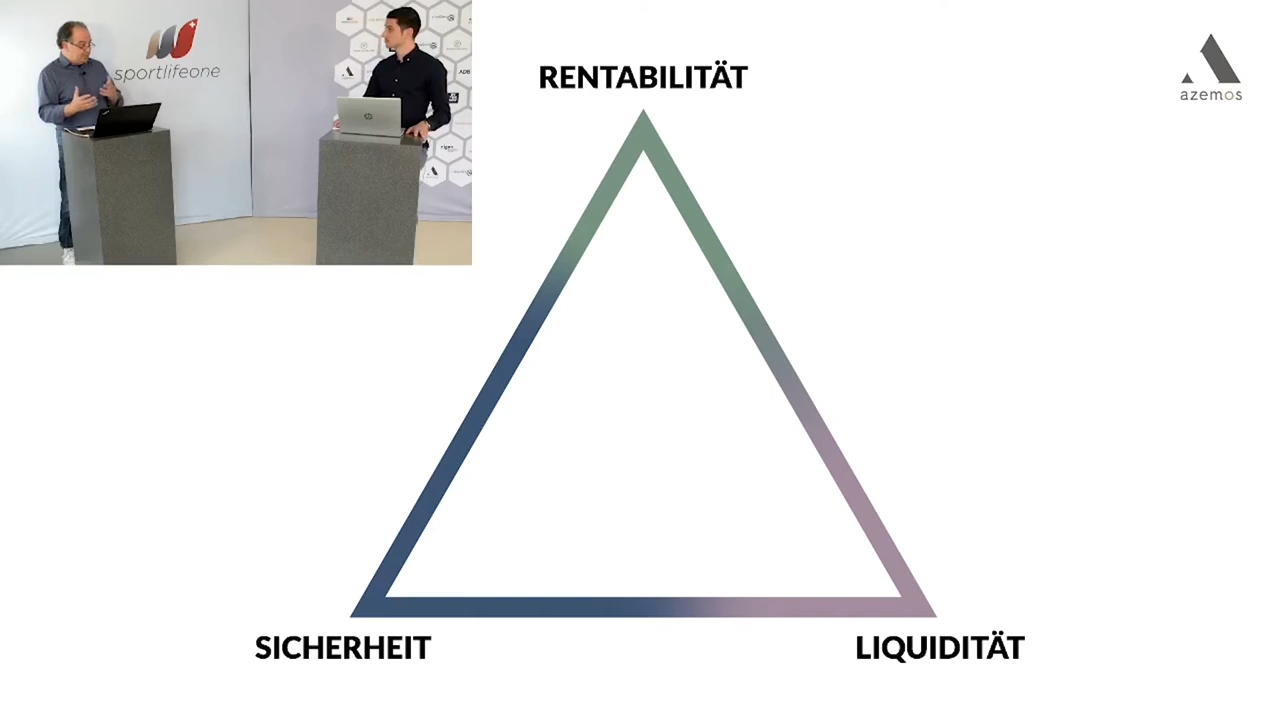 sportlifeone
RENTABILITÄT
azemos
SICHERHEIT
LIQUIDITÄT